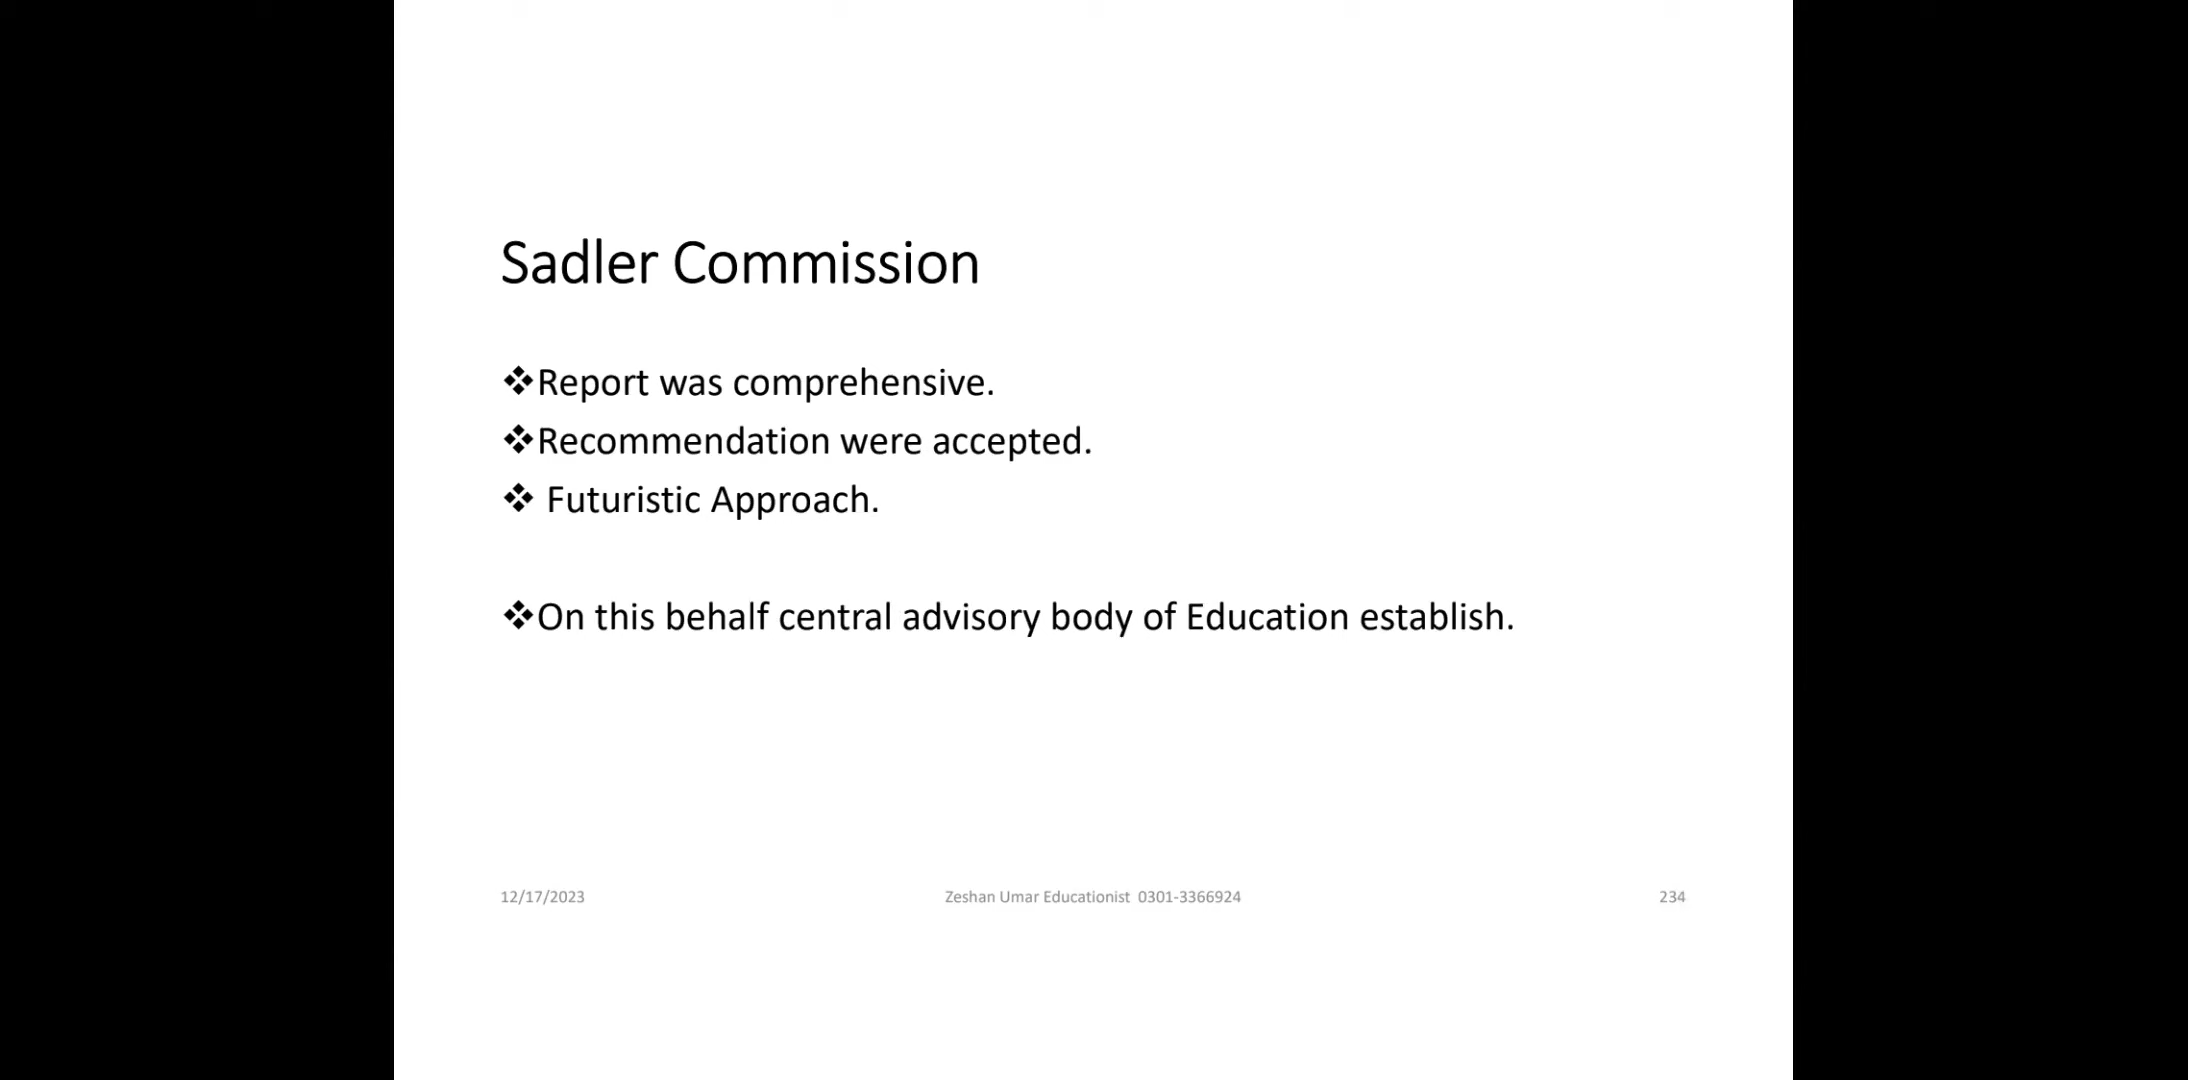 Sadler Commission
❖Report was comprehensive.
❖Recommendation were accepted.
❖ Futuristic Approach.
❖On this behalf central advisory body of Education establish.
12/17/2023 Zeshan Umar Educationist 0301-3366924 234